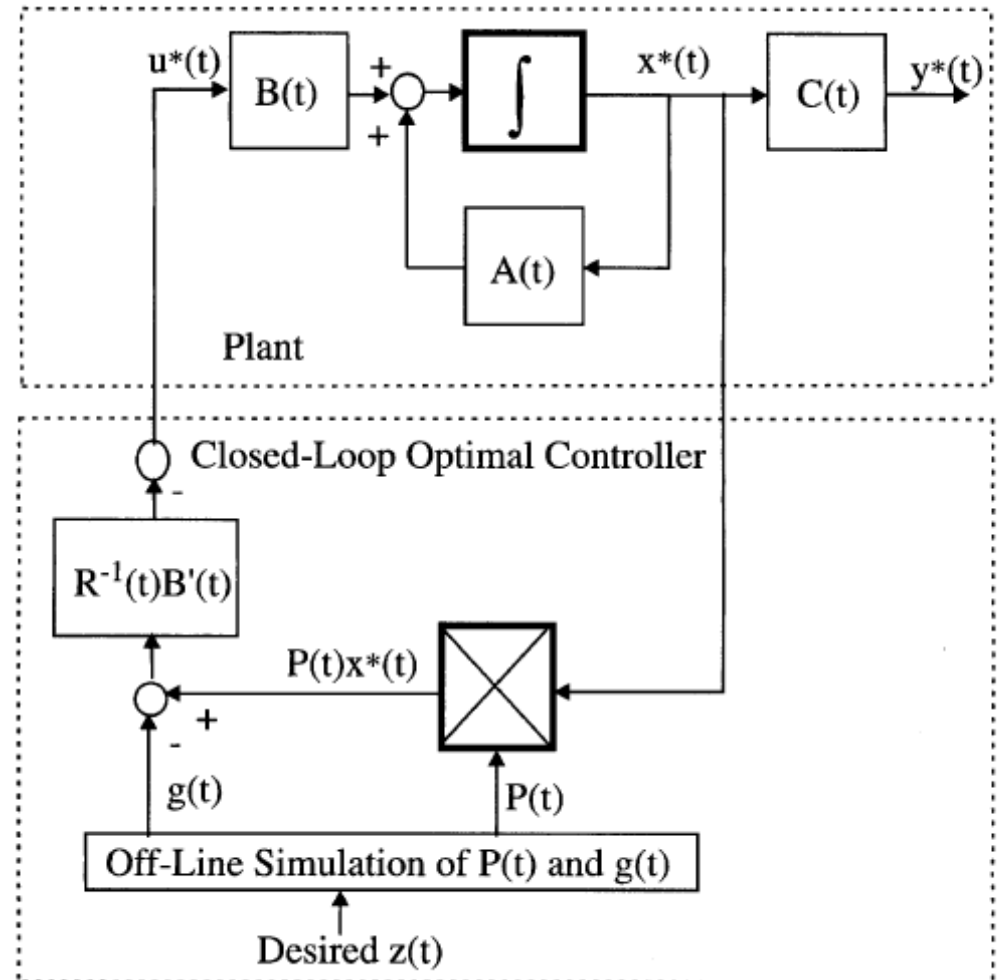 u*(t)
B(t)
+
+
∫
x*(t)
C(t)
y*(t)
A(t)
Plant
Closed-Loop Optimal Controller
-
R⁻¹(t)B'(t)
P(t)x*(t)
+
-
g(t)
P(t)
Off-Line Simulation of P(t) and g(t)
Desired z(t)